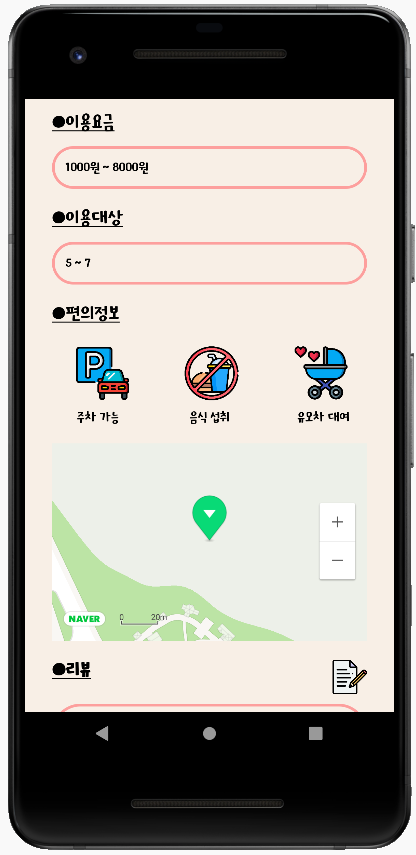 ●이용요금
1000원 ~ 8000원
●이용대상
5 ~ 7
●편의정보
P
주차 가능
음식 섭취
유모차 대여
+
−
NAVER
0 20m
●리뷰